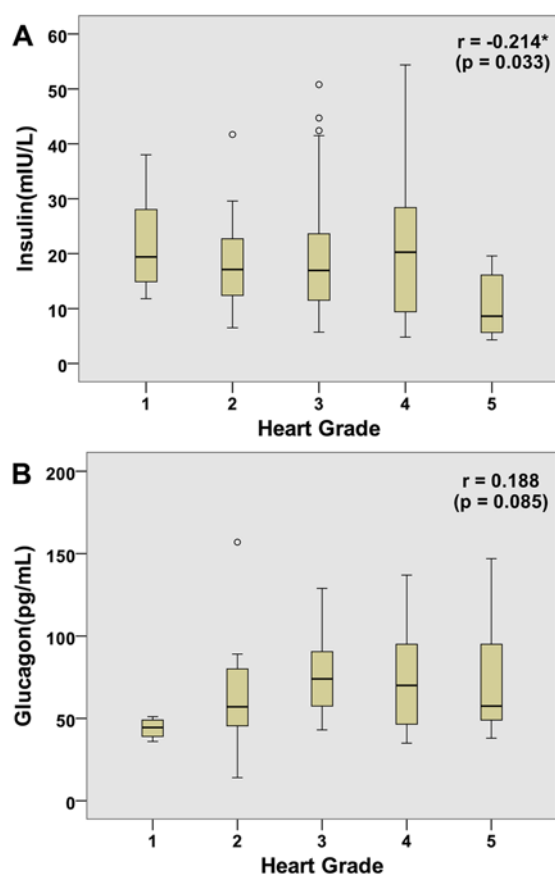 A
r = -0.214*
(p = 0.033)
60
50
40
30
20
10
0
Insulin(mIU/L)
1 2 3 4 5
Heart Grade
B
r = 0.188
(p = 0.085)
200
150
100
50
0
Glucagon(pg/mL)
1 2 3 4 5
Heart Grade